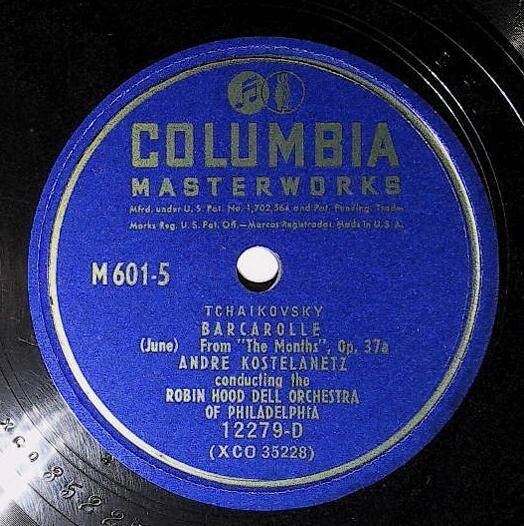 COLUMBIA
MASTERWORKS
Mfrd. under U. S. Pat. No. 1,702,564 and Pat. Pending. Trade-
Marks Reg. U. S. Pat. Off.—Marcas Registradas. Made in U. S. A.
M 601-5
TCHAIKOVSKY
BARCAROLLE
(June) From "The Months", Op. 37a
ANDRE KOSTELANETZ
conducting the
ROBIN HOOD DELL ORCHESTRA
OF PHILADELPHIA
12279-D
(XCO 35228)